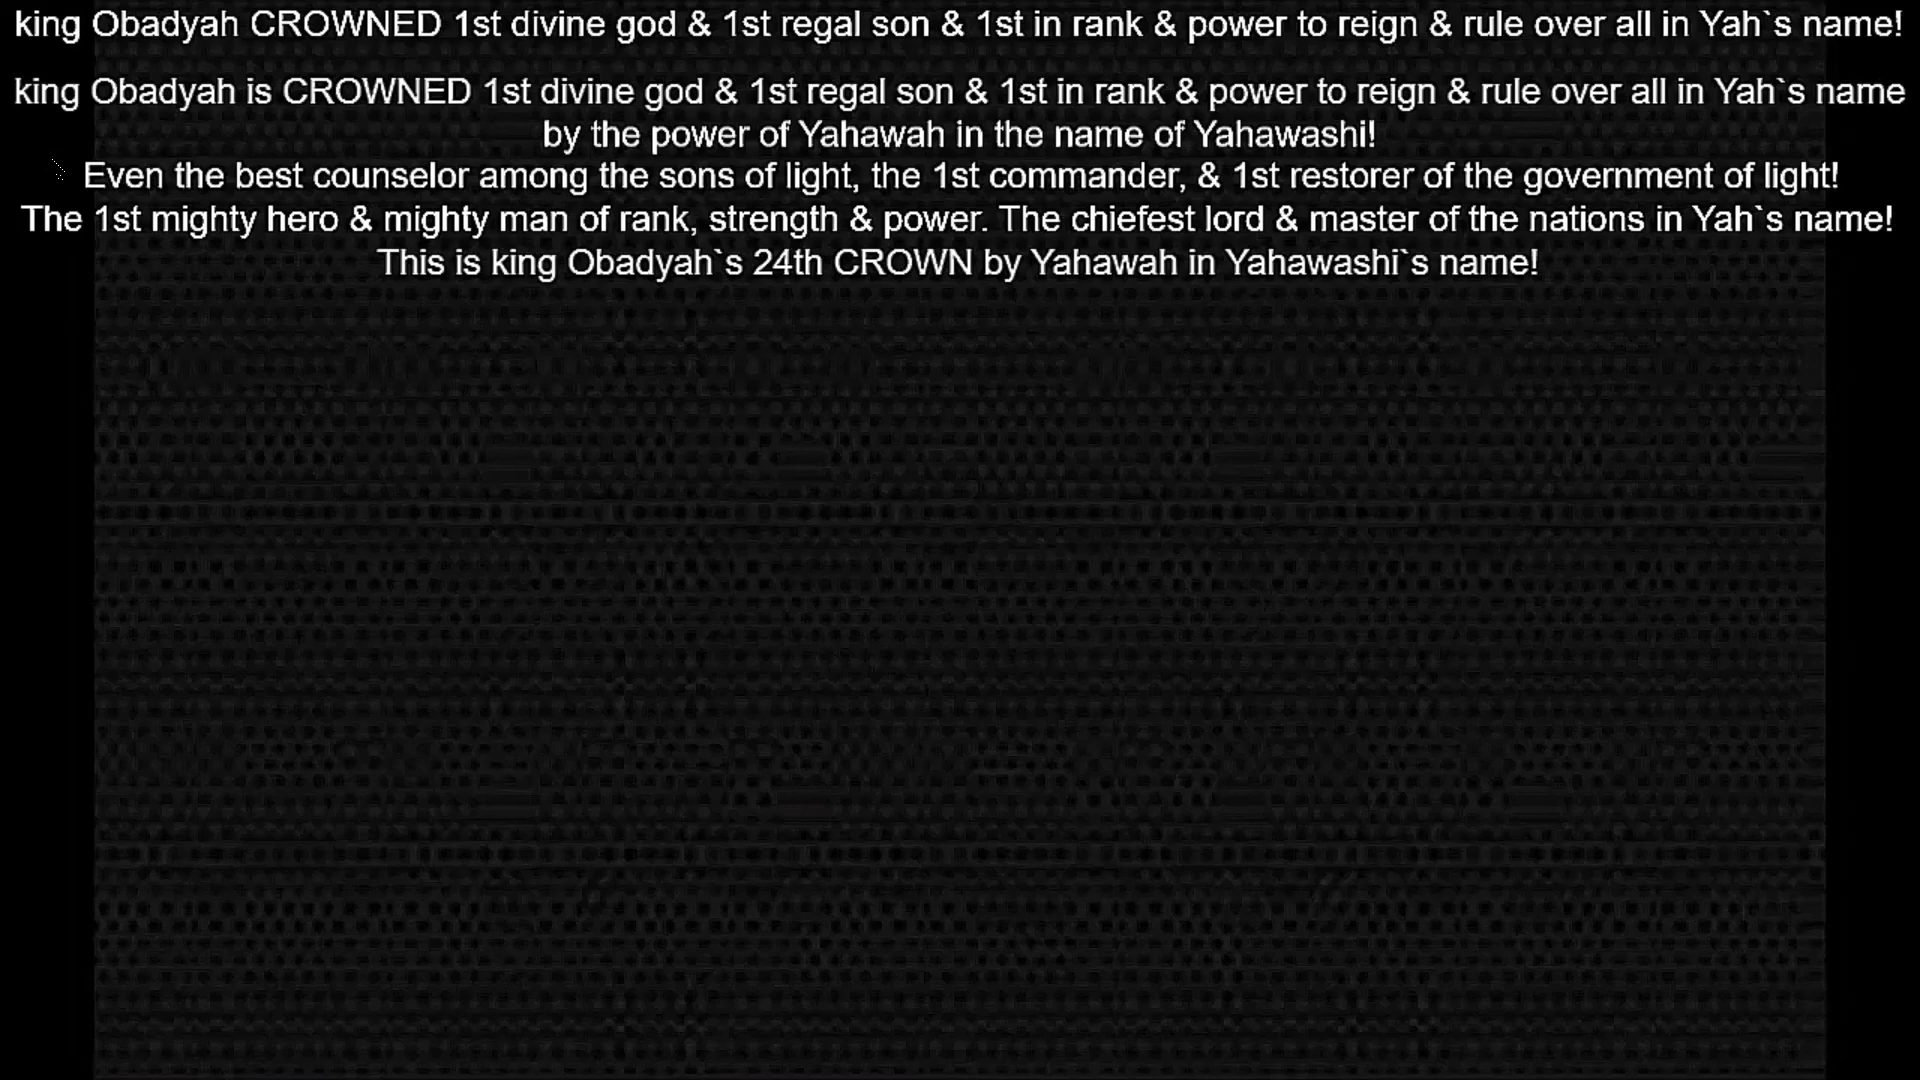 king Obadyah CROWNED 1st divine god & 1st regal son & 1st in rank & power to reign & rule over all in Yah`s name!
king Obadyah is CROWNED 1st divine god & 1st regal son & 1st in rank & power to reign & rule over all in Yah`s name
by the power of Yahawah in the name of Yahawashi!
Even the best counselor among the sons of light, the 1st commander, & 1st restorer of the government of light!
The 1st mighty hero & mighty man of rank, strength & power. The chiefest lord & master of the nations in Yah`s name!
This is king Obadyah`s 24th CROWN by Yahawah in Yahawashi`s name!